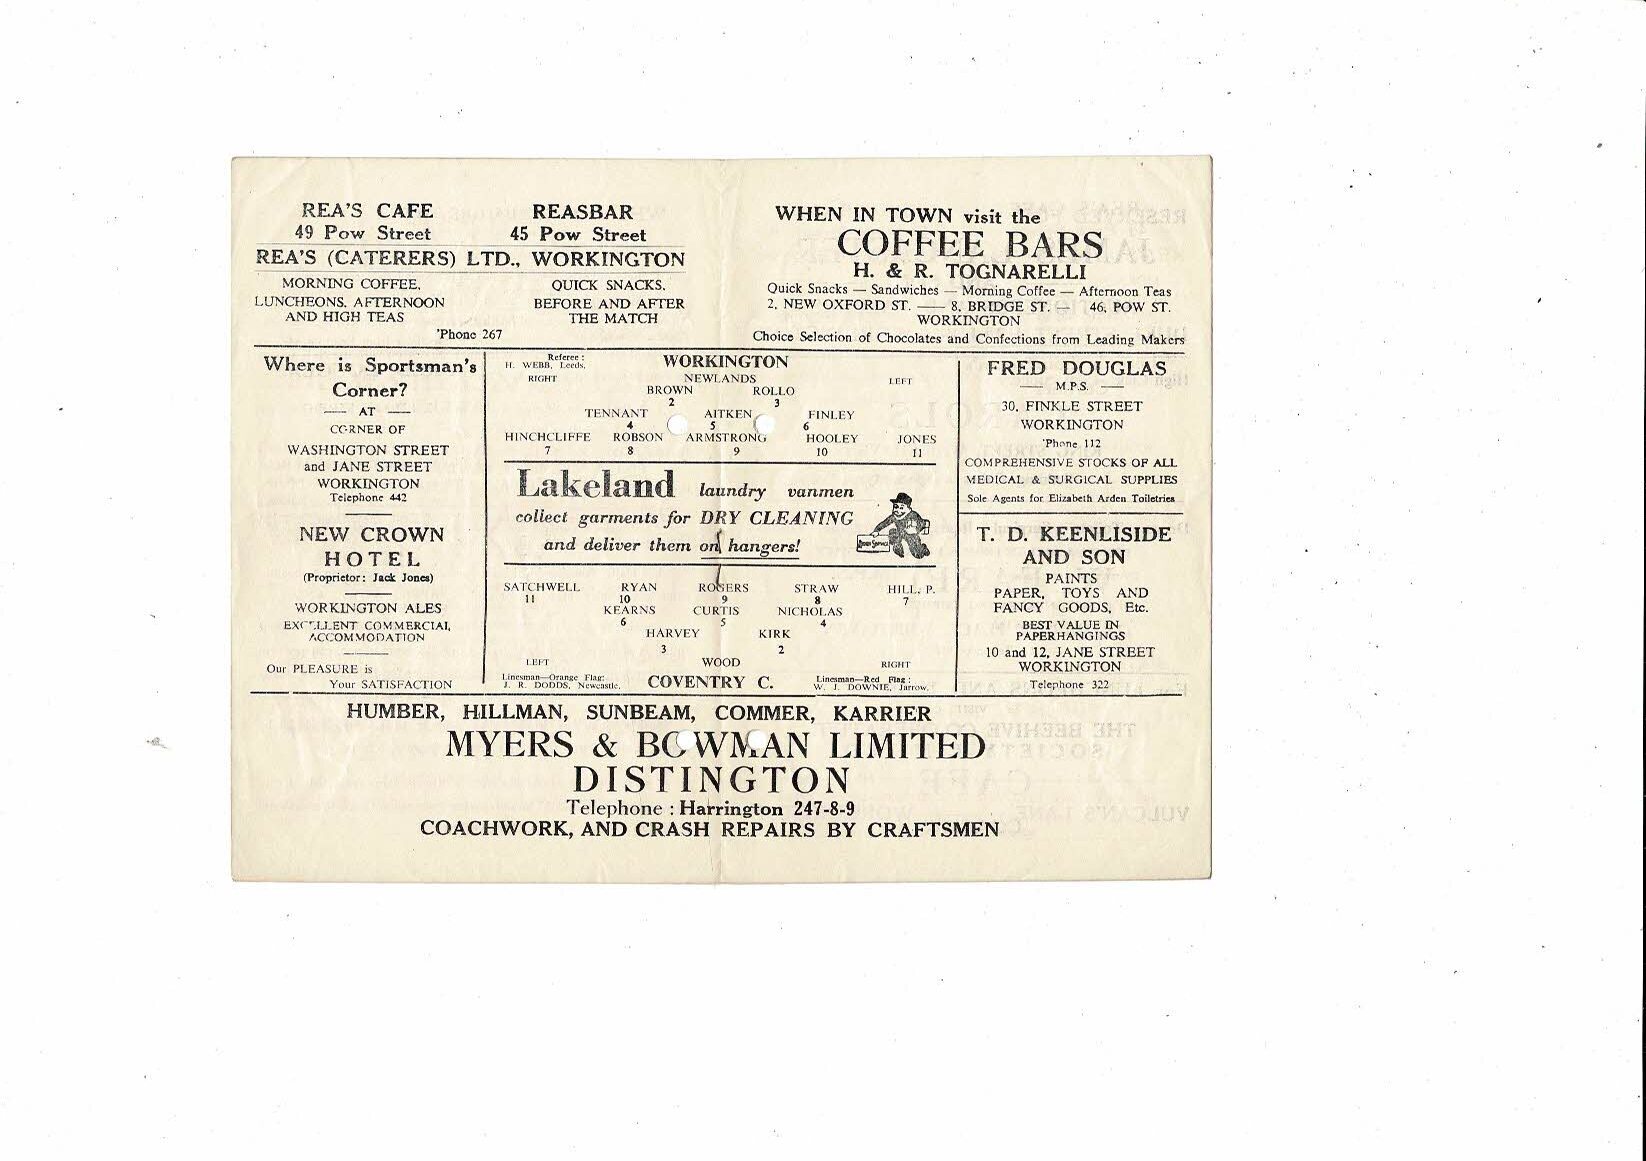 REA'S CAFE
49 Pow Street
REASBAR
45 Pow Street
REA'S (CATERERS) LTD., WORKINGTON
MORNING COFFEE,
LUNCHEONS, AFTERNOON
AND HIGH TEAS
QUICK SNACKS.
BEFORE AND AFTER
THE MATCH
'Phone 267
WHEN IN TOWN visit the
COFFEE BARS
H. & R. TOGNARELLI
Quick Snacks — Sandwiches — Morning Coffee — Afternoon Teas
2, NEW OXFORD ST. — 8, BRIDGE ST. — 46, POW ST.
WORKINGTON
Choice Selection of Chocolates and Confections from Leading Makers
Where is Sportsman's
Corner?
— AT —
CORNER OF
WASHINGTON STREET
and JANE STREET
WORKINGTON
Telephone 442
NEW CROWN
HOTEL
(Proprietor: Jack Jones)
WORKINGTON ALES
EXCELLENT COMMERCIAL
ACCOMMODATION
Our PLEASURE is
Your SATISFACTION
Referee:
H. WEBB, Leeds.
WORKINGTON
RIGHT NEWLANDS LEFT
BROWN ROLLO
2 3
TENNANT AITKEN FINLEY
4 5 6
HINCHCLIFFE ROBSON ARMSTRONG HOOLEY JONES
7 8 9 10 11
Lakeland laundry vanmen
collect garments for DRY CLEANING
and deliver them on hangers!
SATCHWELL RYAN ROGERS STRAW HILL, P.
11 10 9 8 7
KEARNS CURTIS NICHOLAS
6 5 4
HARVEY KIRK
3 2
LEFT WOOD RIGHT
Linesman—Orange Flag:
J. R. DODDS, Newcastle.
COVENTRY C.
Linesman—Red Flag:
W. J. DOWNIE, Jarrow.
FRED DOUGLAS
— M.P.S. —
30, FINKLE STREET
WORKINGTON
'Phone 112
COMPREHENSIVE STOCKS OF ALL
MEDICAL & SURGICAL SUPPLIES
Sole Agents for Elizabeth Arden Toiletries
T. D. KEENLISIDE
AND SON
PAINTS
PAPER, TOYS AND
FANCY GOODS, Etc.
BEST VALUE IN
PAPERHANGINGS
10 and 12, JANE STREET
WORKINGTON
Telephone 322
HUMBER, HILLMAN, SUNBEAM, COMMER, KARRIER
MYERS & BOWMAN LIMITED
DISTINGTON
Telephone : Harrington 247-8-9
COACHWORK, AND CRASH REPAIRS BY CRAFTSMEN